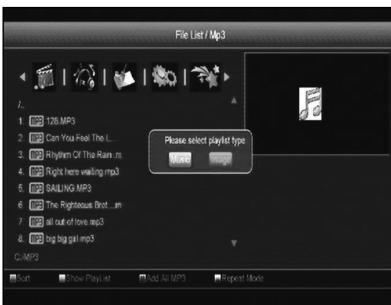 File List / Mp3
/..
1. MP3 128.MP3
2. MP3 Can You Feel The L...
3. MP3 Rhythm Of The Rain .m
4. MP3 Right here waiting.mp3
5. MP3 SAILING.MP3
6. MP3 The Righteous Brot...m
7. MP3 all out of love.mp3
8. MP3 big big girl.mp3
C:/MP3
Please select playlist type
Music Image
Sort Show PlayList Add All MP3 Repeat Mode